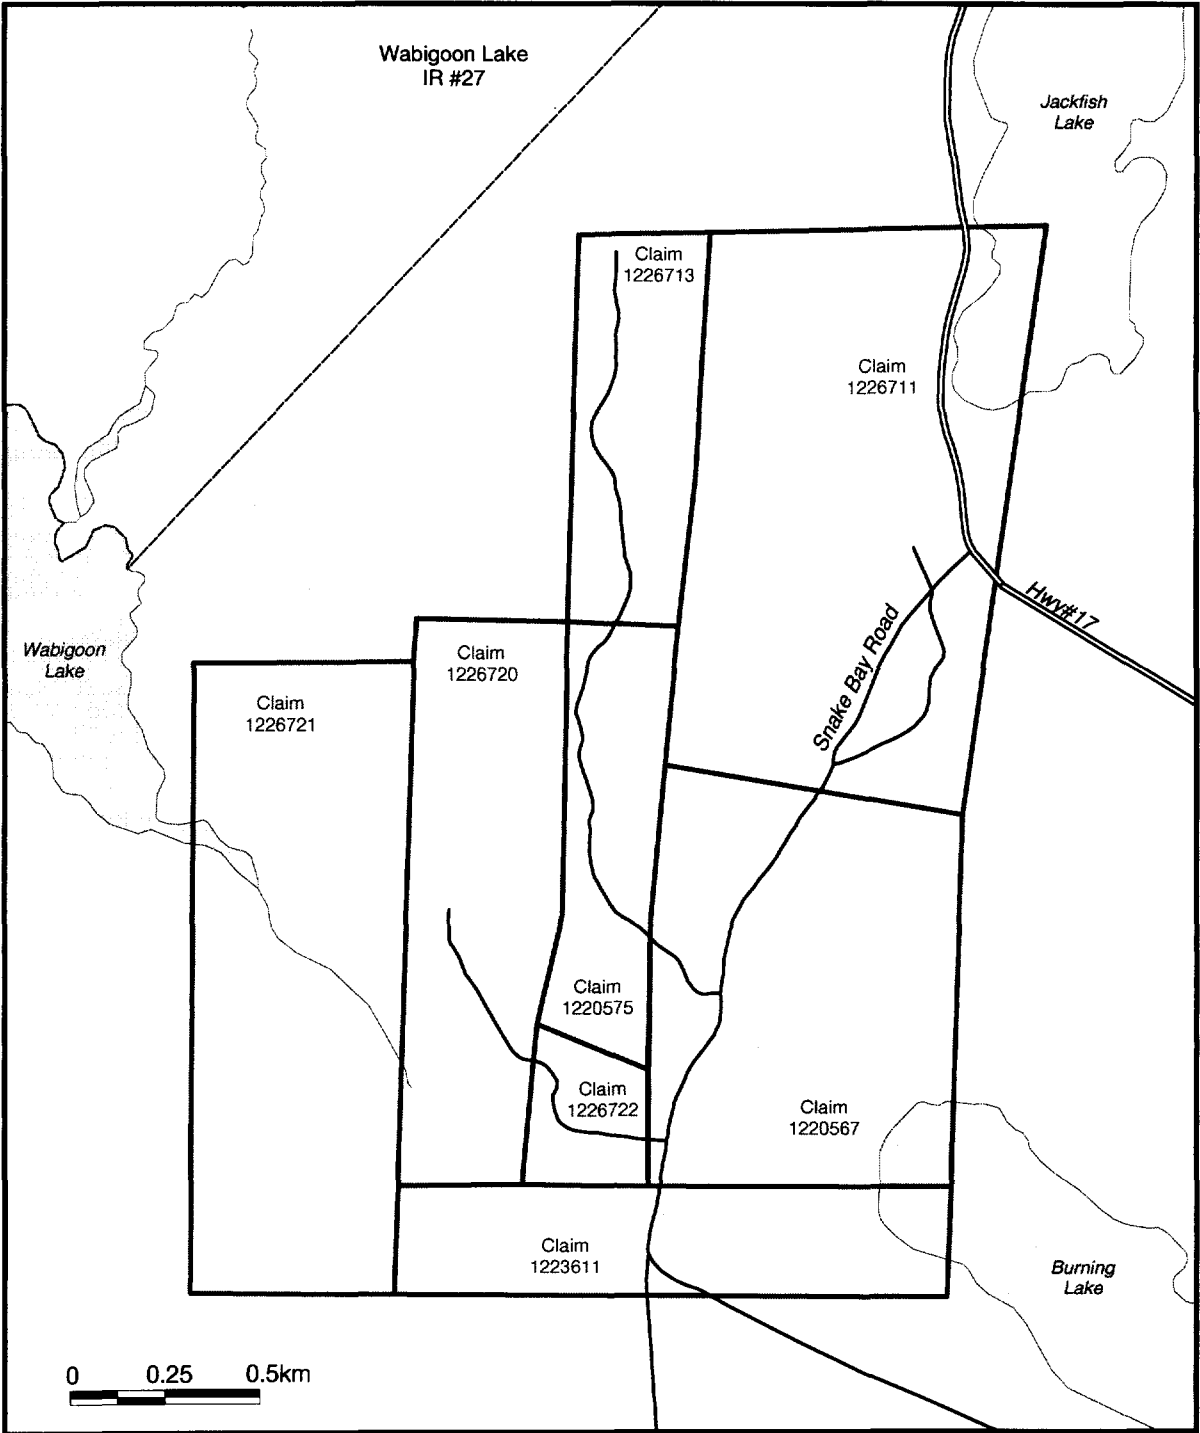 Wabigoon Lake
IR #27
Jackfish
Lake
Claim
1226713
Claim
1226711
Hwy#17
Snake Bay Road
Wabigoon
Lake
Claim
1226720
Claim
1226721
Claim
1220575
Claim
1226722
Claim
1220567
Claim
1223611
Burning
Lake
0 0.25 0.5km